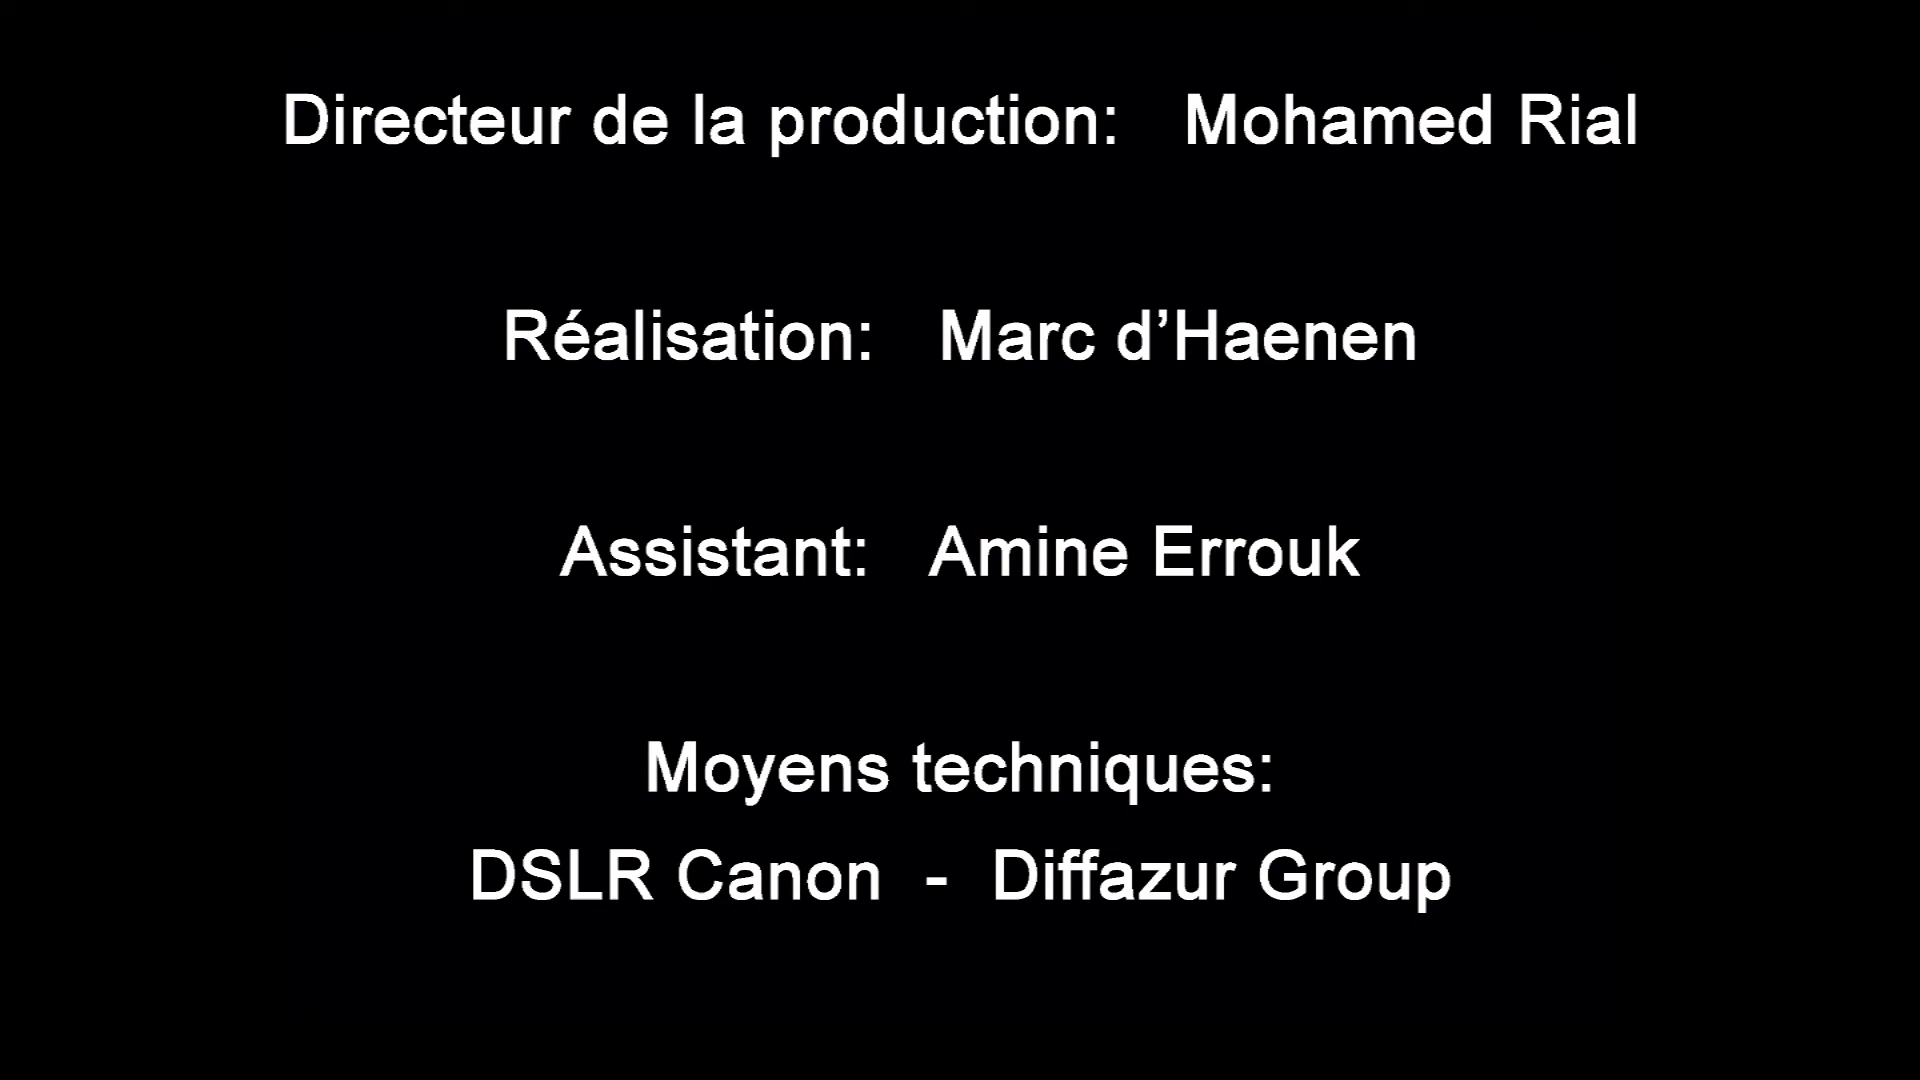 Directeur de la production: Mohamed Rial
Réalisation: Marc d’Haenen
Assistant: Amine Errouk
Moyens techniques:
DSLR Canon - Diffazur Group